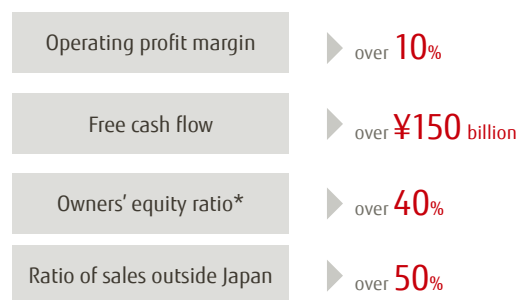 Operating profit margin
over 10%
Free cash flow
over ¥150 billion
Owners’ equity ratio*
over 40%
Ratio of sales outside Japan
over 50%